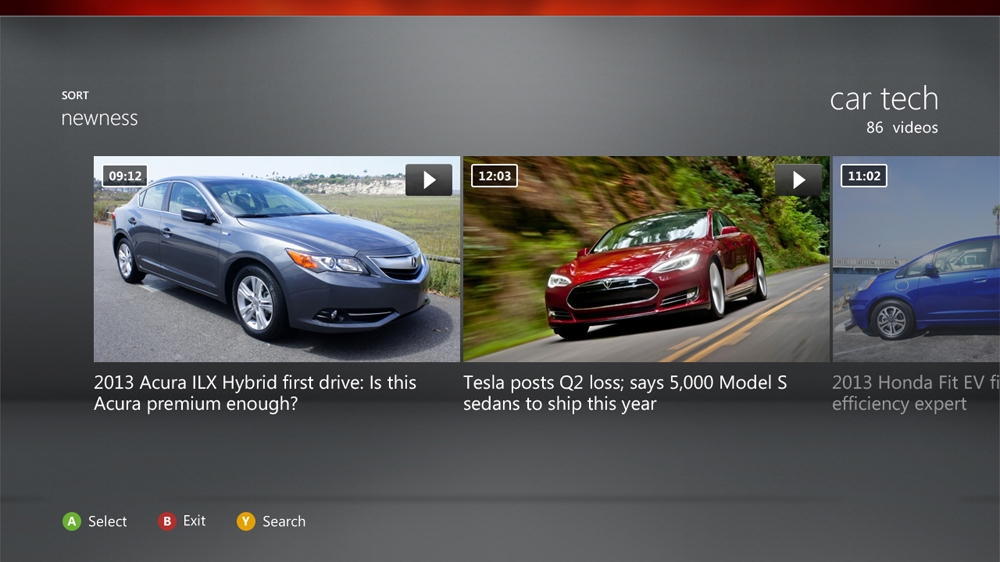 SORT
newness
car tech
86 videos
09:12
12:03
11:02
2013 Acura ILX Hybrid first drive: Is this
Acura premium enough?
Tesla posts Q2 loss; says 5,000 Model S
sedans to ship this year
2013 Honda Fit EV fi
efficiency expert
A Select
B Exit
Y Search